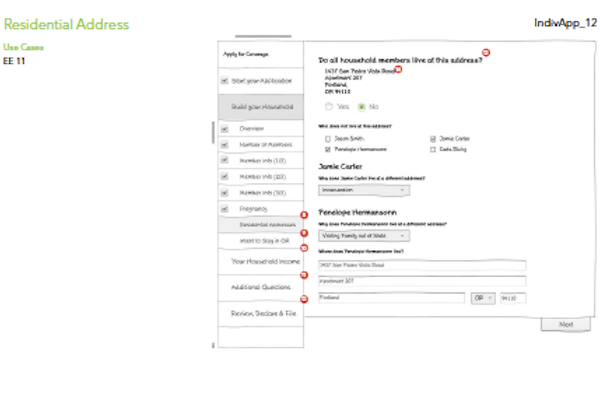 Residential Address
IndivApp_12
Use Cases
EE 11
Apply for Coverage
Start your Application
Build your Household
Overview
Number of Members
Member Info (1/3)
Member Info (2/3)
Member Info (3/3)
Pregnancy
Residential Addresses
Intent to Stay in OR
Your Household Income
Additional Questions
Review, Declare & File
Do all household members live at this address?
1437 San Pedro Vista Road
Apartment 207
Portland,
OR 94110
Yes No
Who does not live at this address?
Jason Smith Jamie Carter
Penelope Hermansonn
Jamie Carter
Why does Jamie Carter live at a different address?
Incarceration
Penelope Hermansonn
Why does Penelope Hermansonn live at a different address?
Visiting Family out of State
Where does Penelope Hermansonn live?
1437 San Pedro Vista Road
Apartment 207
Portland OR 94110
Next